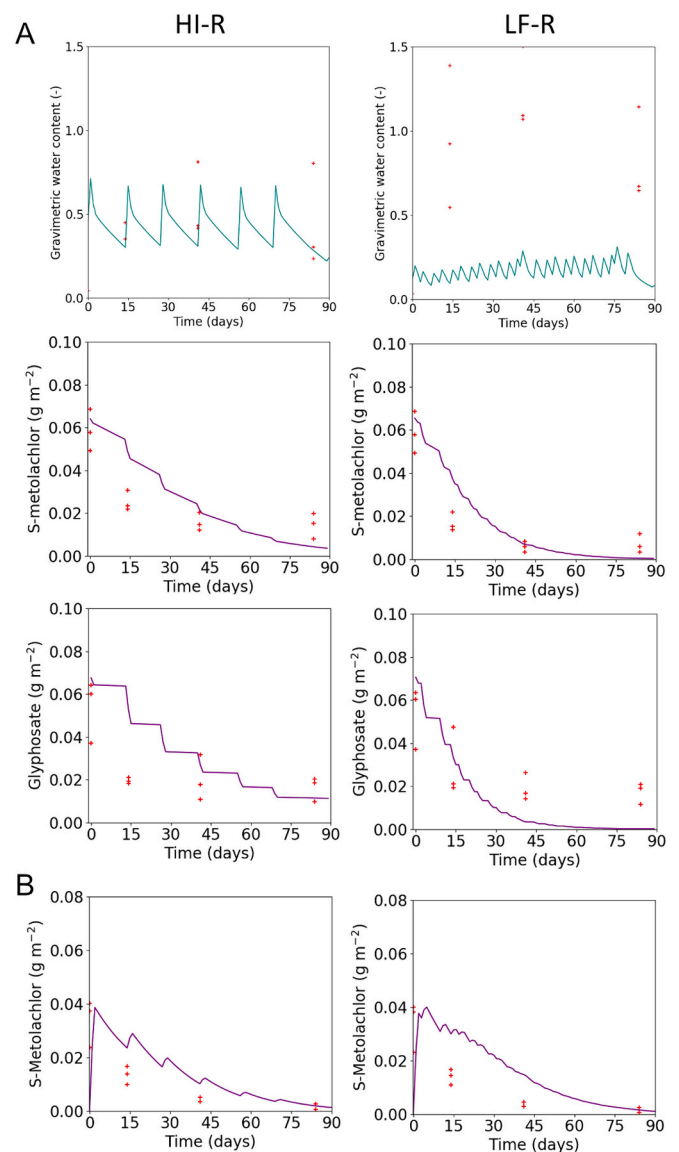 HI-R LF-R
A
Gravimetric water content (-)
1.5
1.0
0.5
0.0
0 15 30 45 60 75 90
Time (days)
Gravimetric water content (-)
1.5
1.0
0.5
0.0
0 15 30 45 60 75 90
Time (days)
S-metolachlor (g m⁻²)
0.10
0.08
0.06
0.04
0.02
0.00
0 15 30 45 60 75 90
Time (days)
S-metolachlor (g m⁻²)
0.10
0.08
0.06
0.04
0.02
0.00
0 15 30 45 60 75 90
Time (days)
Glyphosate (g m⁻²)
0.10
0.08
0.06
0.04
0.02
0.00
0 15 30 45 60 75 90
Time (days)
Glyphosate (g m⁻²)
0.10
0.08
0.06
0.04
0.02
0.00
0 15 30 45 60 75 90
Time (days)
B
S-Metolachlor (g m⁻²)
0.08
0.06
0.04
0.02
0.00
0 15 30 45 60 75 90
Time (days)
S-Metolachlor (g m⁻²)
0.08
0.06
0.04
0.02
0.00
0 15 30 45 60 75 90
Time (days)